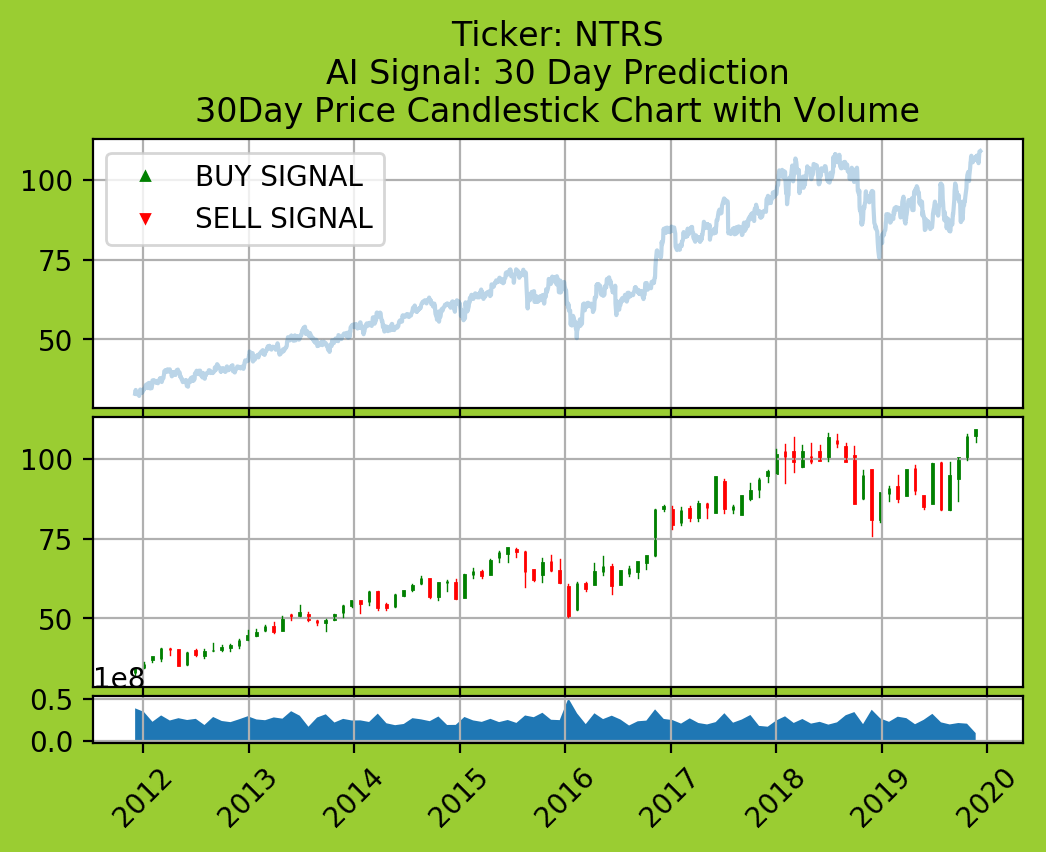 Ticker: NTRS
AI Signal: 30 Day Prediction
30Day Price Candlestick Chart with Volume
BUY SIGNAL
SELL SIGNAL
100
75
50
100
75
50
1e8
0.5
0.0
2012
2013
2014
2015
2016
2017
2018
2019
2020